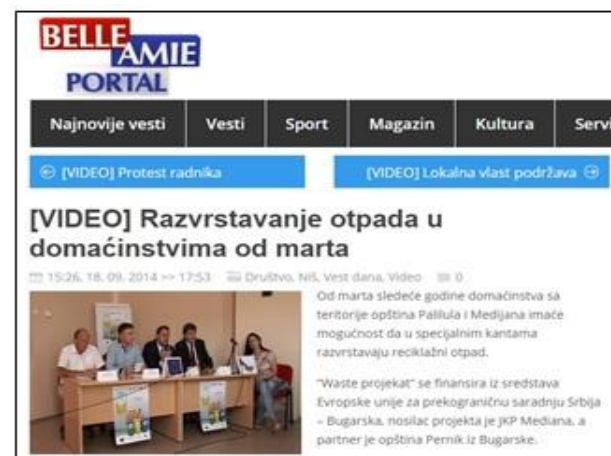 BELLE
AMIE
PORTAL
Najnovije vesti Vesti Sport Magazin Kultura Servi
[VIDEO] Protest radnika [VIDEO] Lokalna vlast podržava
[VIDEO] Razvrstavanje otpada u
domaćinstvima od marta
15:26, 18. 09. 2014 >> 17:53 Društvo, Niš, Vest dana, Video 0
Od marta sledeće godine domaćinstva sa
teritorije opština Palilula i Medijana imaće
mogućnost da u specijalnim kantama
razvrstavaju reciklažni otpad.
"Waste projekat" se finansira iz sredstava
Evropske unije za prekograničnu saradnju Srbija
– Bugarska, nosilac projekta je JKP Mediana, a
partner je opština Pernik iz Bugarske.